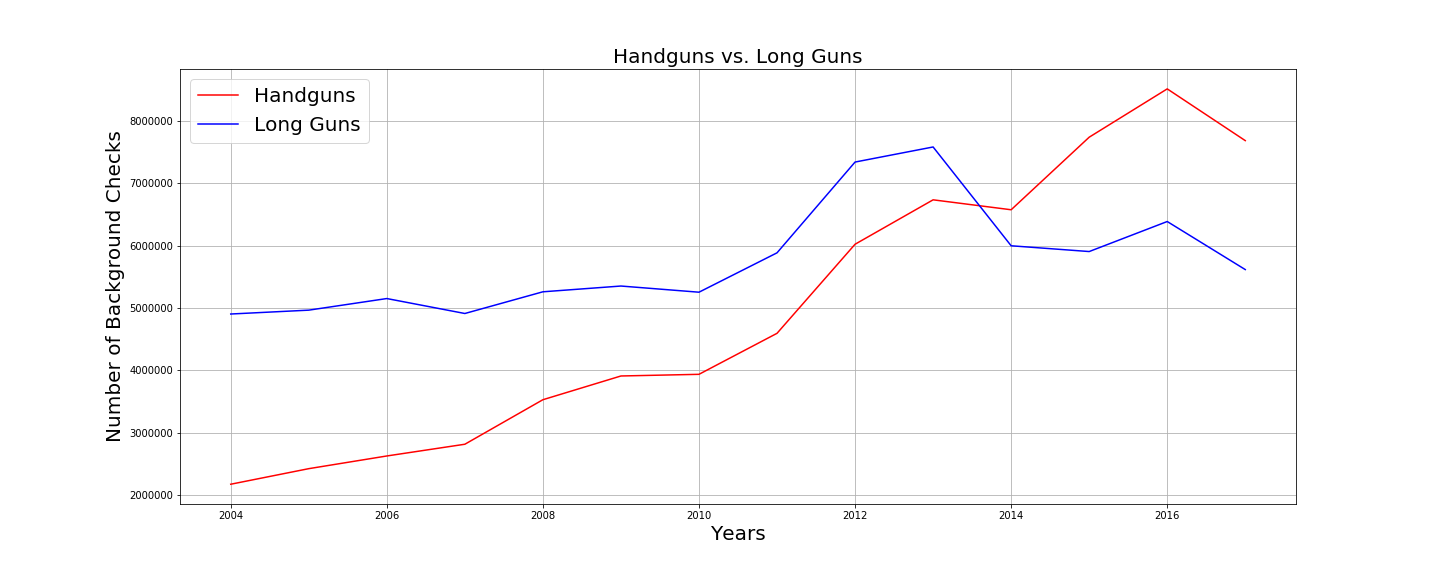 Handguns vs. Long Guns
Handguns
Long Guns
Number of Background Checks
8000000
7000000
6000000
5000000
4000000
3000000
2000000
2004 2006 2008 2010 2012 2014 2016
Years